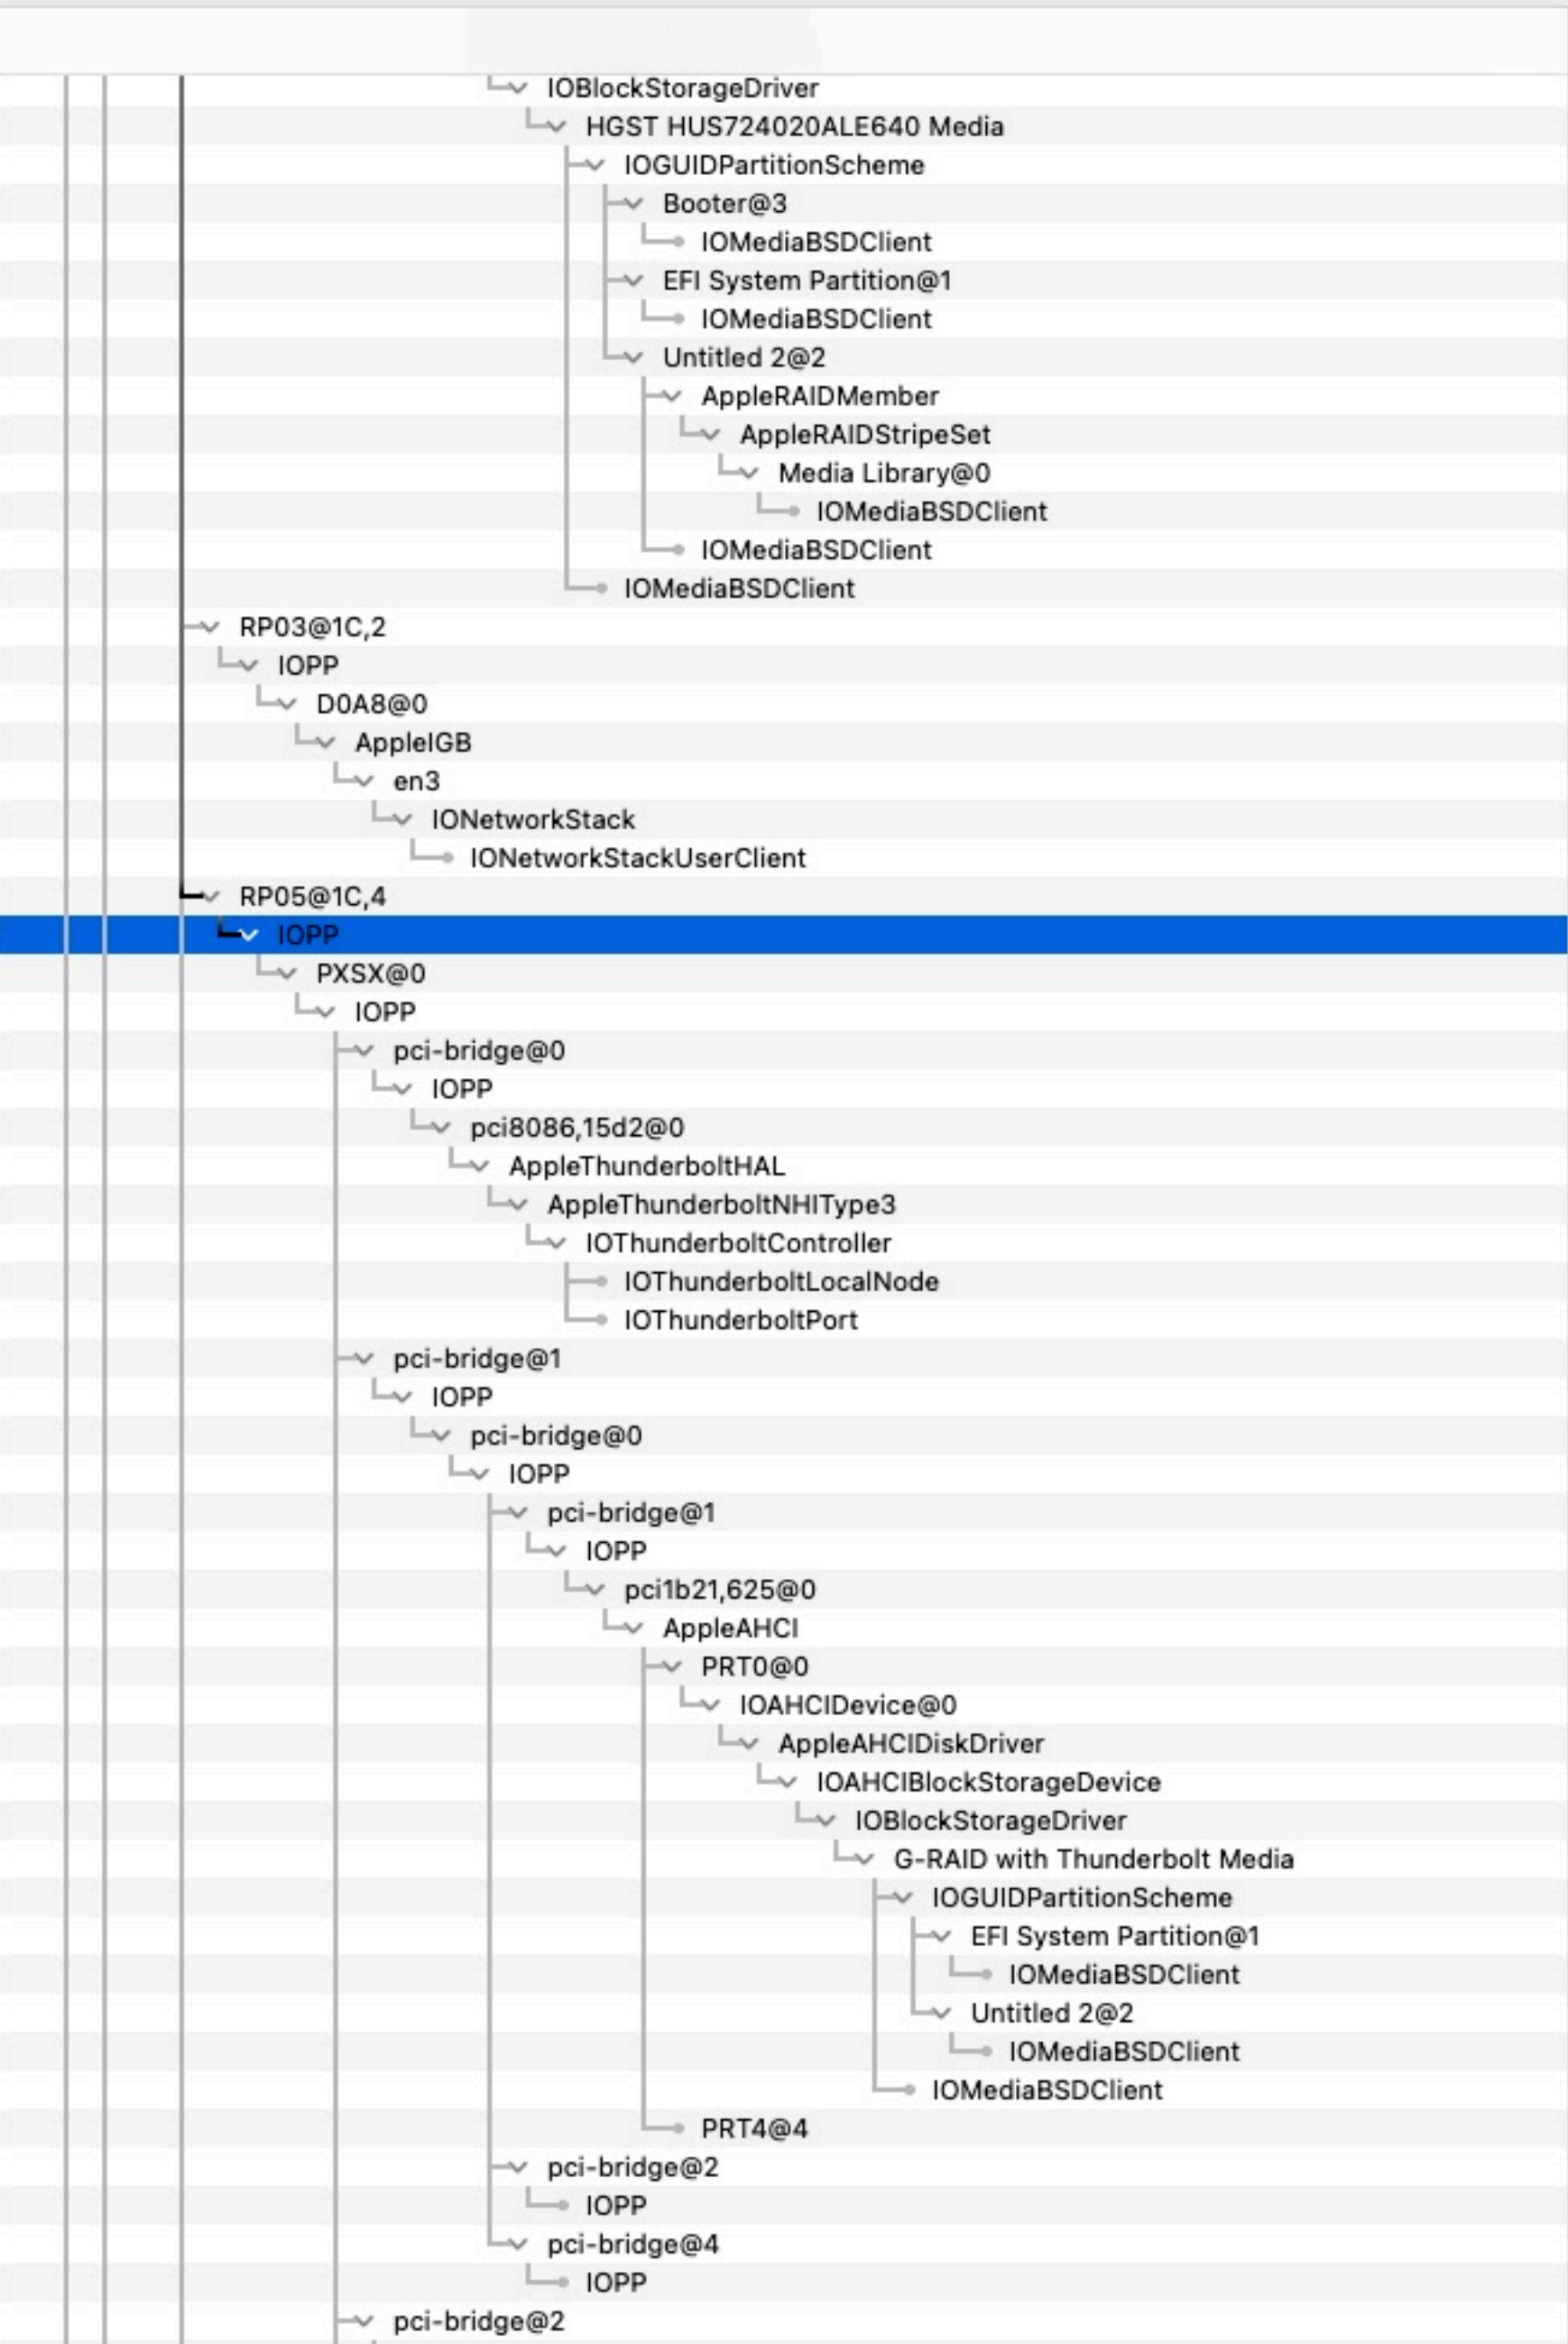 IOBlockStorageDriver
HGST HUS724020ALE640 Media
IOGUIDPartitionScheme
Booter@3
IOMediaBSDClient
EFI System Partition@1
IOMediaBSDClient
Untitled 2@2
AppleRAIDMember
AppleRAIDStripeSet
Media Library@0
IOMediaBSDClient
IOMediaBSDClient
IOMediaBSDClient
RP03@1C,2
IOPP
D0A8@0
AppleIGB
en3
IONetworkStack
IONetworkStackUserClient
RP05@1C,4
IOPP
PXSX@0
IOPP
pci-bridge@0
IOPP
pci8086,15d2@0
AppleThunderboltHAL
AppleThunderboltNHIType3
IOThunderboltController
IOThunderboltLocalNode
IOThunderboltPort
pci-bridge@1
IOPP
pci-bridge@0
IOPP
pci-bridge@1
IOPP
pci1b21,625@0
AppleAHCI
PRT0@0
IOAHCIDevice@0
AppleAHCIDiskDriver
IOAHCIBlockStorageDevice
IOBlockStorageDriver
G-RAID with Thunderbolt Media
IOGUIDPartitionScheme
EFI System Partition@1
IOMediaBSDClient
Untitled 2@2
IOMediaBSDClient
IOMediaBSDClient
PRT4@4
pci-bridge@2
IOPP
pci-bridge@4
IOPP
pci-bridge@2